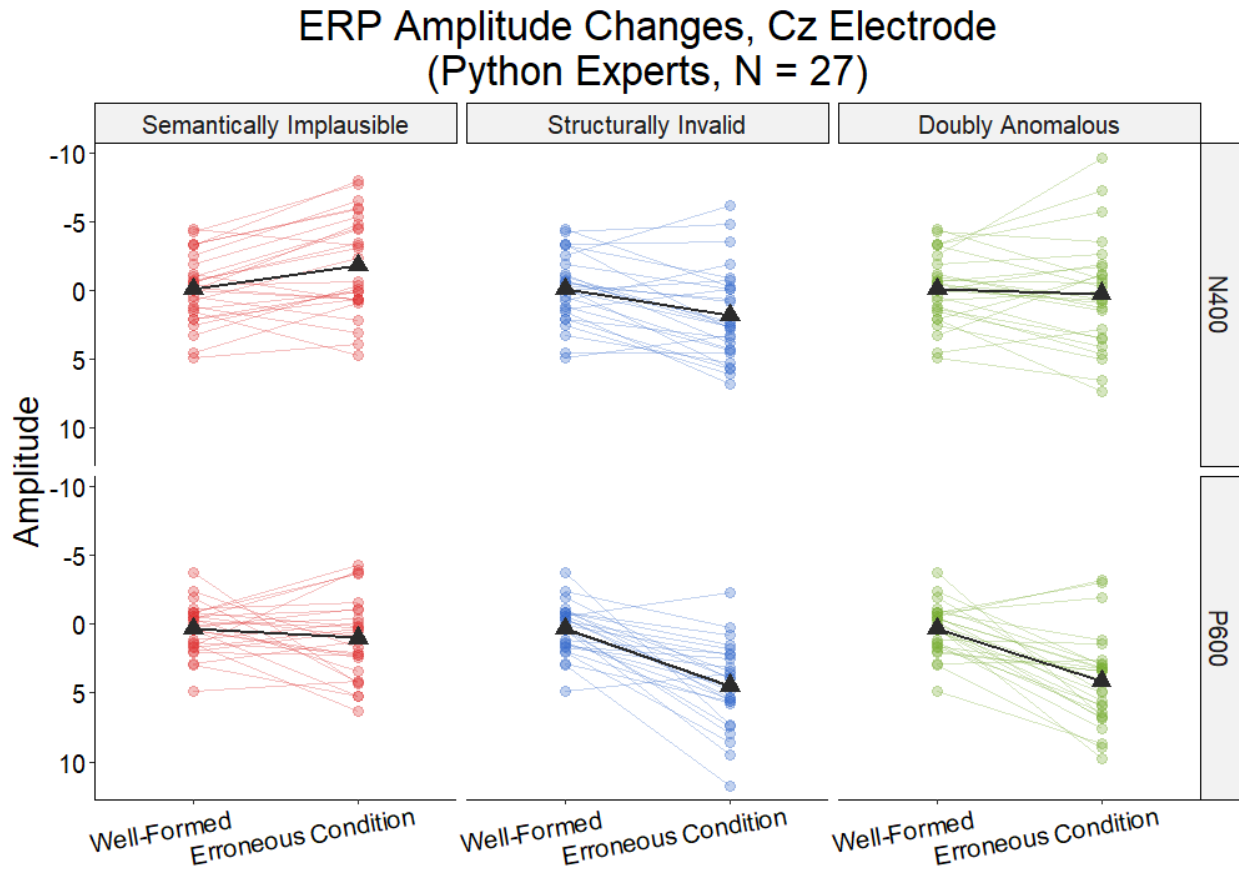 ERP Amplitude Changes, Cz Electrode
(Python Experts, N = 27)
Semantically Implausible
Structurally Invalid
Doubly Anomalous
Amplitude
-10
-5
0
5
10
N400
-10
-5
0
5
10
P600
Well-Formed
Erroneous Condition
Well-Formed
Erroneous Condition
Well-Formed
Erroneous Condition